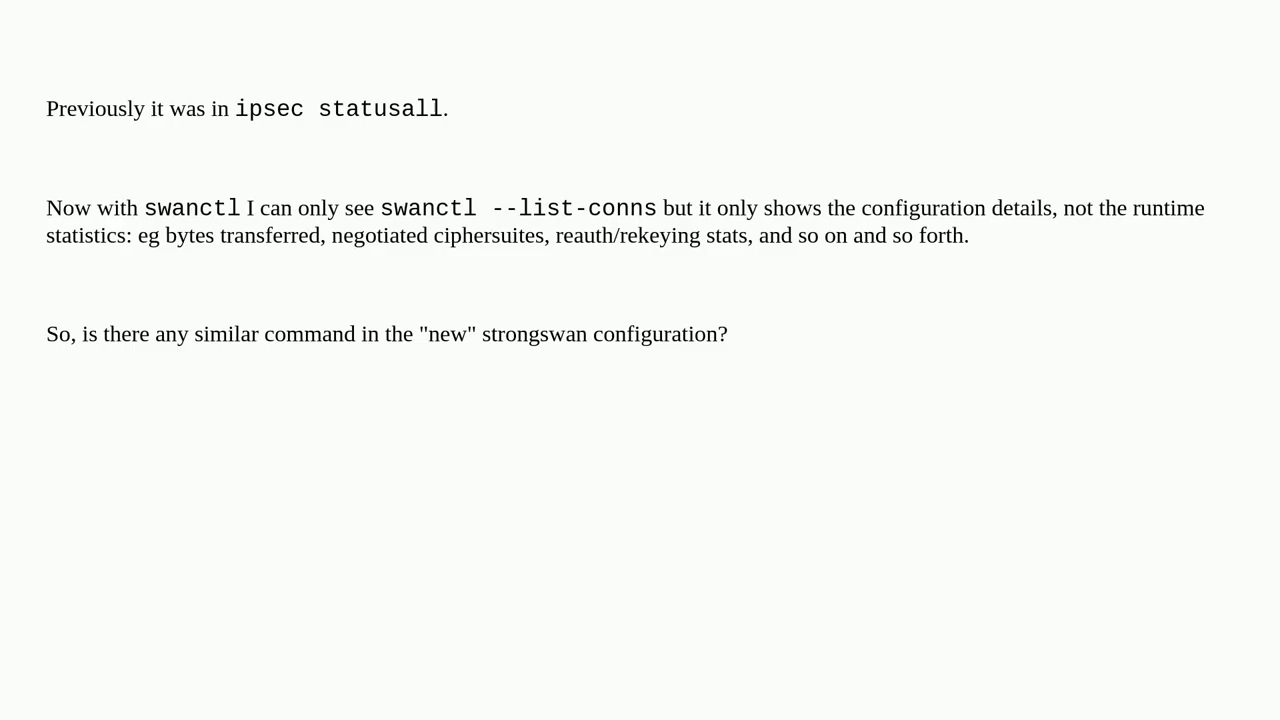 Previously it was in ipsec statusall.
Now with swanctl I can only see swanctl --list-conns but it only shows the configuration details, not the runtime
statistics: eg bytes transferred, negotiated ciphersuites, reauth/rekeying stats, and so on and so forth.
So, is there any similar command in the "new" strongswan configuration?